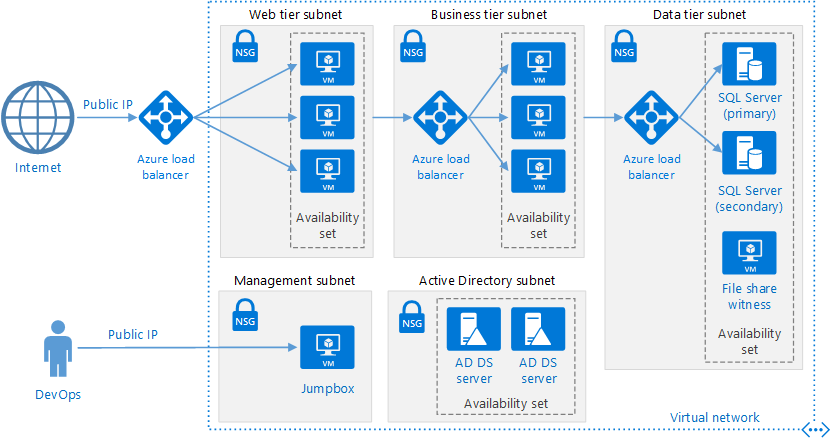 Web tier subnet
Business tier subnet
Data tier subnet
NSG
VM
VM
VM
Availability
set
NSG
VM
VM
VM
Availability
set
NSG
SQL Server
(primary)
SQL Server
(secondary)
VM
File share
witness
Availability
set
Public IP
Internet
Azure load
balancer
Azure load
balancer
Azure load
balancer
Management subnet
Active Directory subnet
NSG
VM
Jumpbox
NSG
AD DS
server
AD DS
server
Availability set
Public IP
DevOps
Virtual network